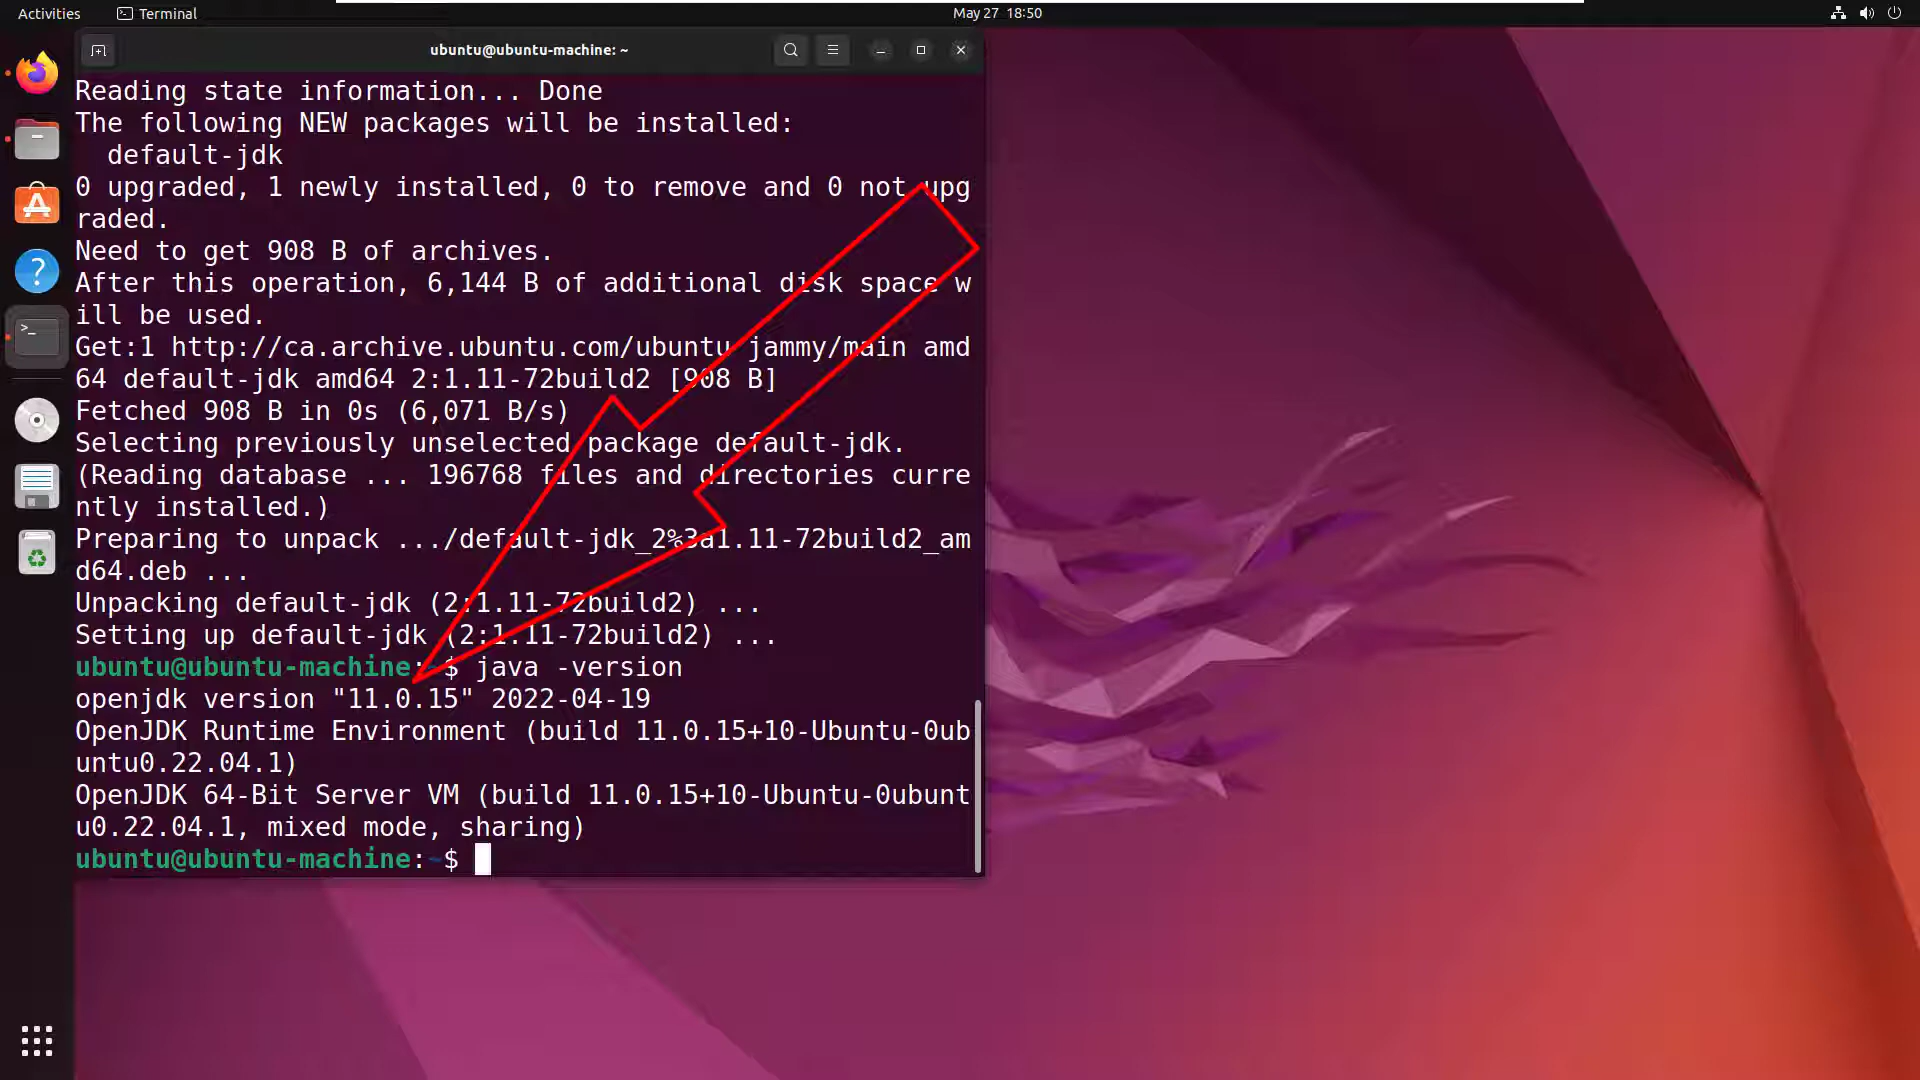 Activities
Terminal
May 27 18:50
ubuntu@ubuntu-machine: ~
Reading state information... Done
The following NEW packages will be installed:
default-jdk
0 upgraded, 1 newly installed, 0 to remove and 0 not upg
raded.
Need to get 908 B of archives.
After this operation, 6,144 B of additional disk space w
ill be used.
Get:1 http://ca.archive.ubuntu.com/ubuntu jammy/main amd
64 default-jdk amd64 2:1.11-72build2 [908 B]
Fetched 908 B in 0s (6,071 B/s)
Selecting previously unselected package default-jdk.
(Reading database ... 196768 files and directories curre
ntly installed.)
Preparing to unpack .../default-jdk_2%3a1.11-72build2_am
d64.deb ...
Unpacking default-jdk (2:1.11-72build2) ...
Setting up default-jdk (2:1.11-72build2) ...
ubuntu@ubuntu-machine:~$ java -version
openjdk version "11.0.15" 2022-04-19
OpenJDK Runtime Environment (build 11.0.15+10-Ubuntu-0ub
untu0.22.04.1)
OpenJDK 64-Bit Server VM (build 11.0.15+10-Ubuntu-0ubunt
u0.22.04.1, mixed mode, sharing)
ubuntu@ubuntu-machine:~$